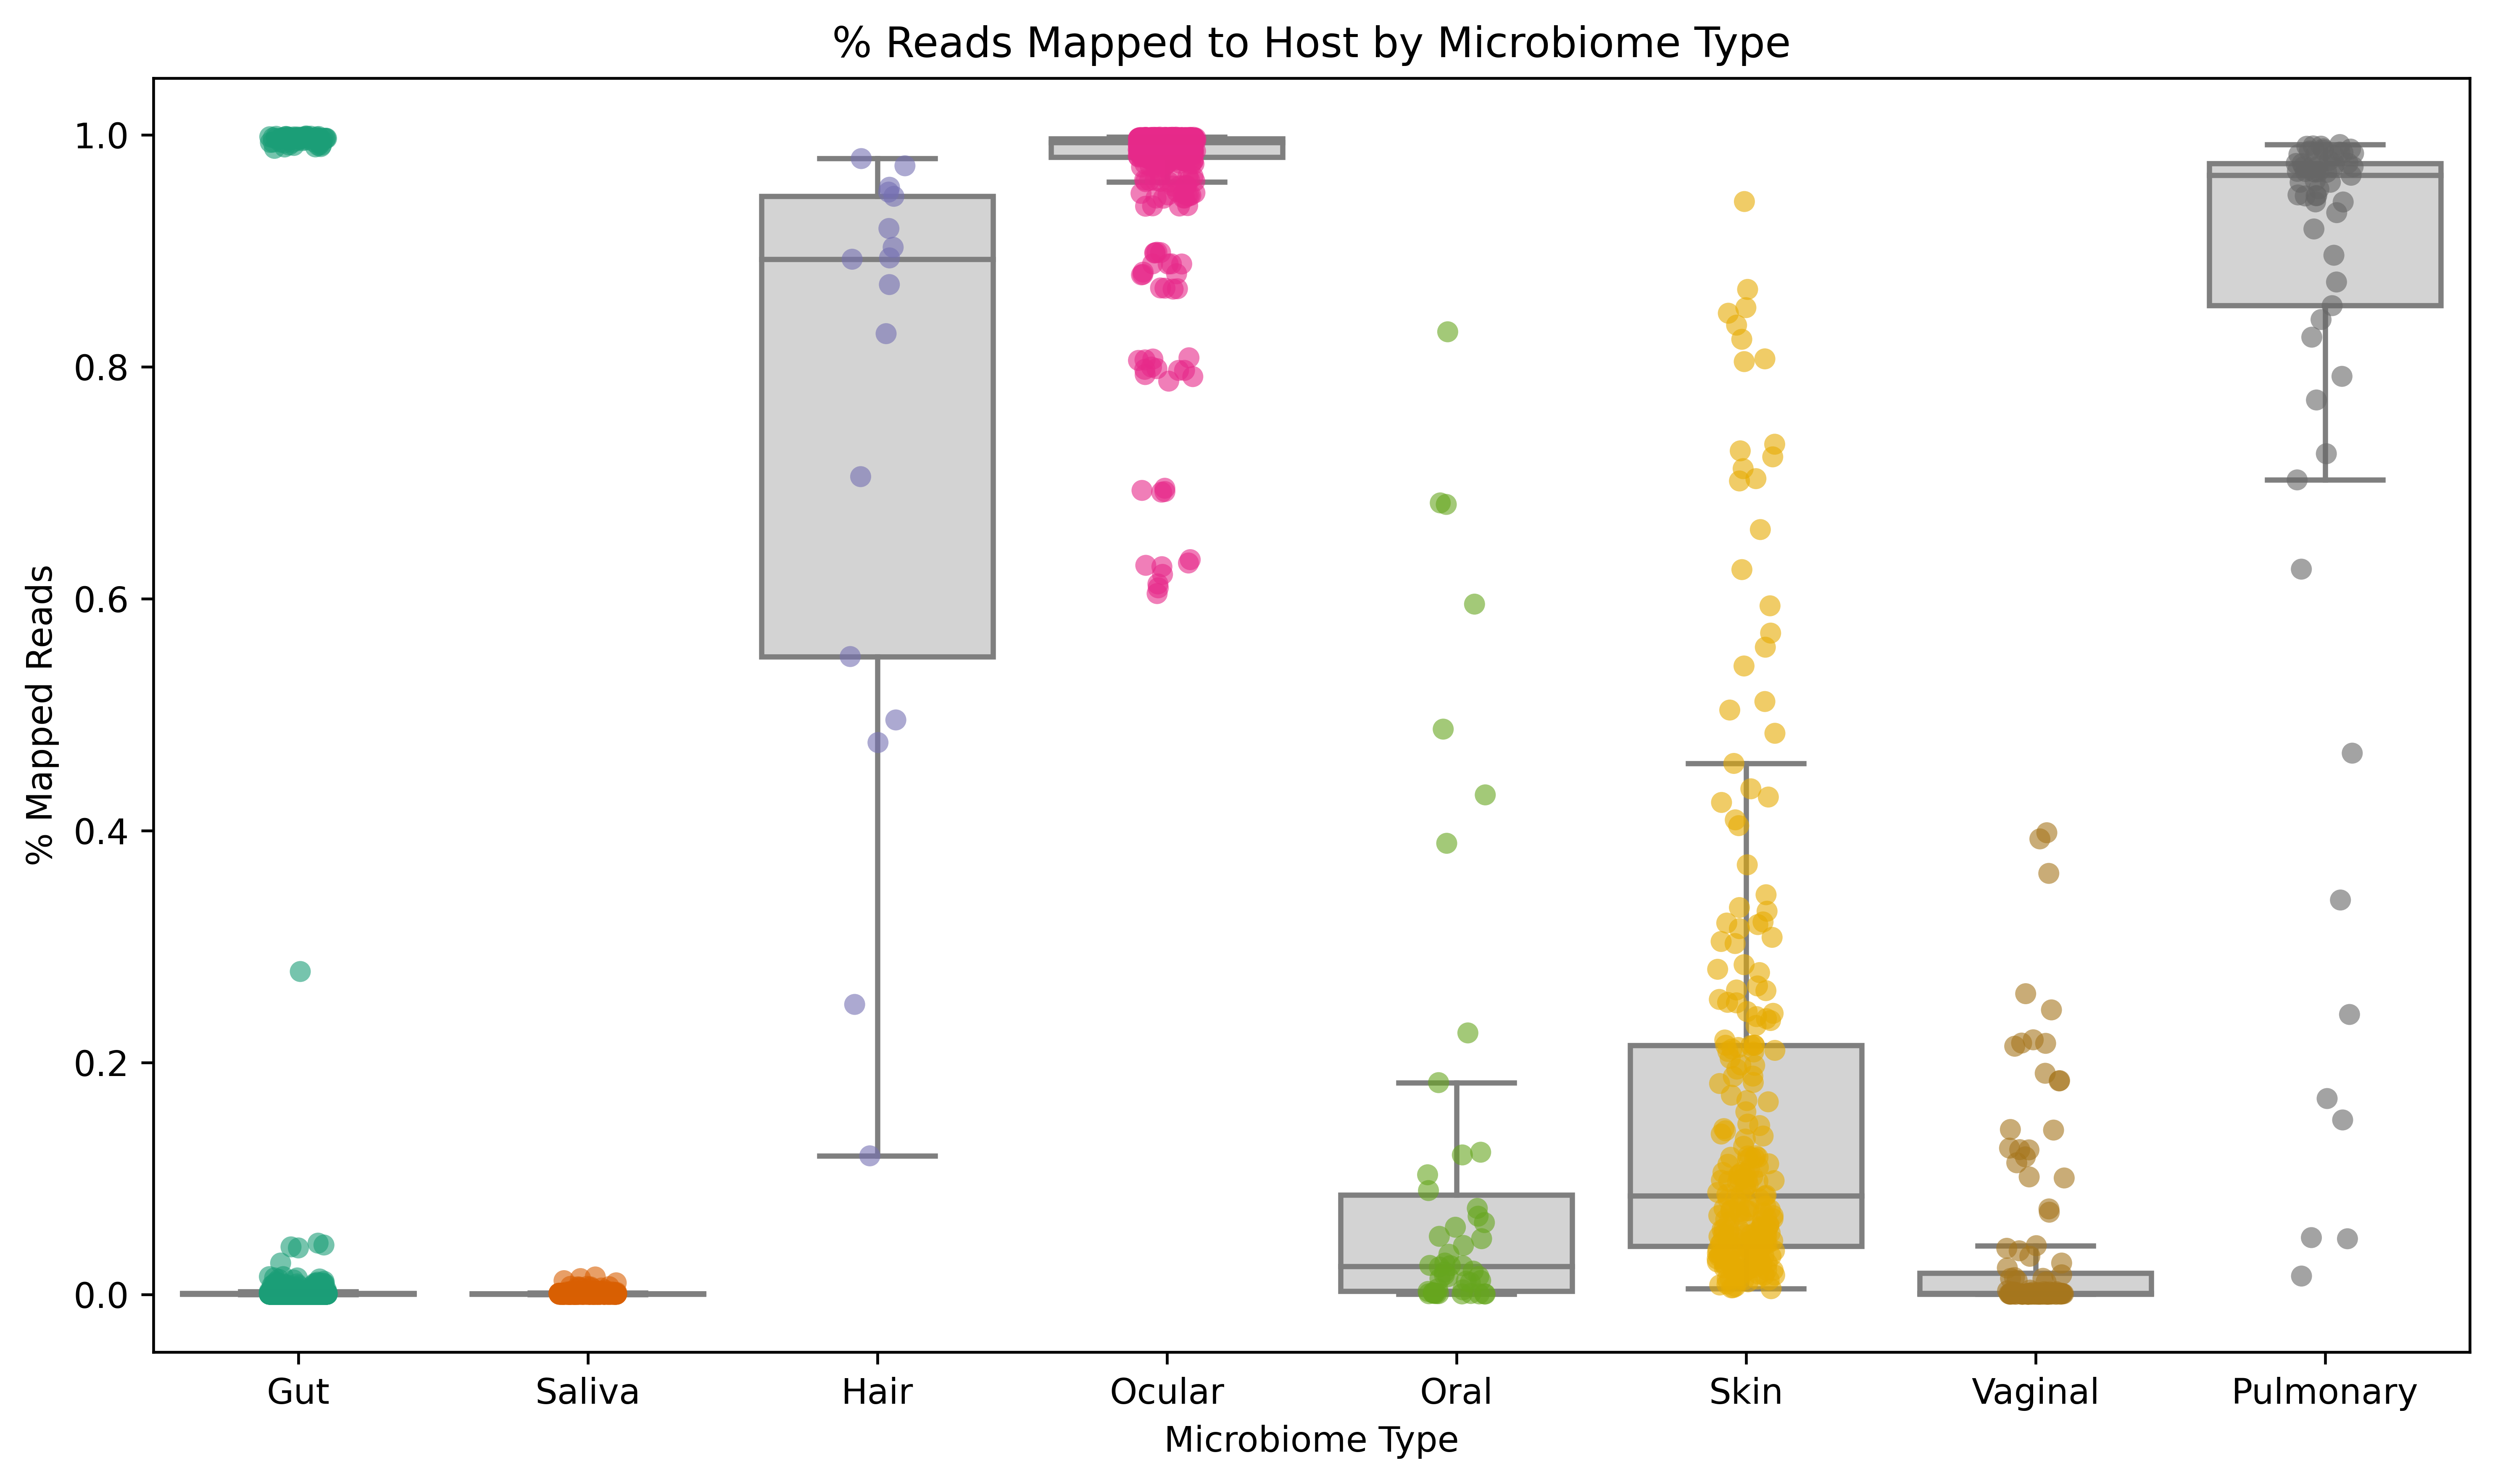 % Reads Mapped to Host by Microbiome Type
% Mapped Reads
1.0
0.8
0.6
0.4
0.2
0.0
Gut Saliva Hair Ocular Oral Skin Vaginal Pulmonary
Microbiome Type